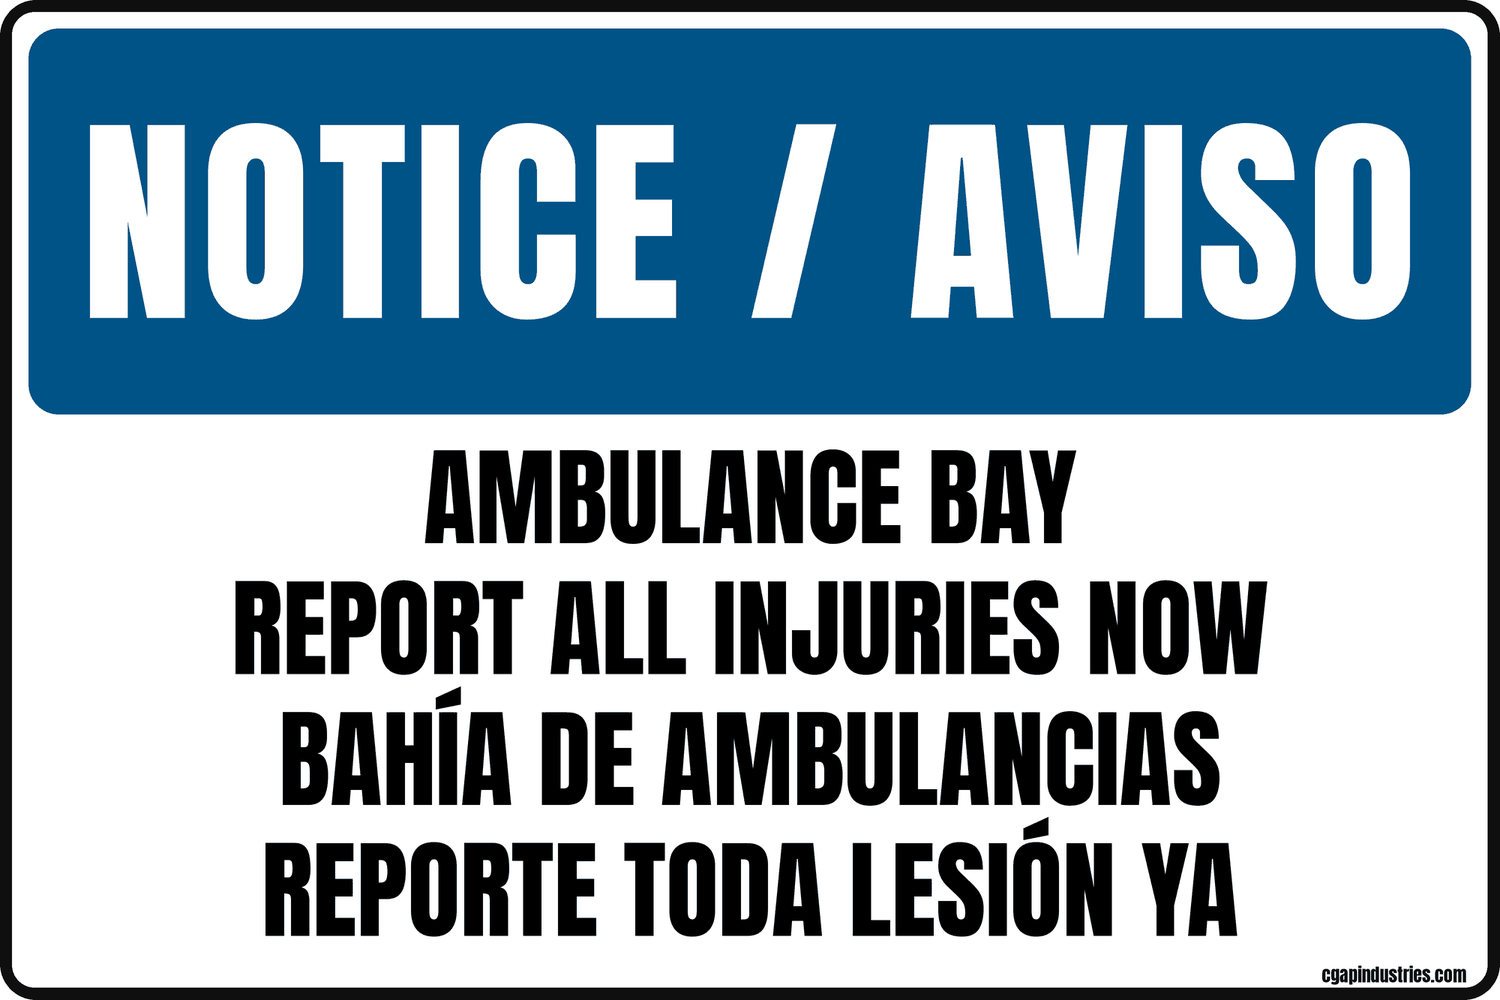 NOTICE / AVISO
AMBULANCE BAY
REPORT ALL INJURIES NOW
BAHÍA DE AMBULANCIAS
REPORTE TODA LESIÓN YA
cgapindustries.com